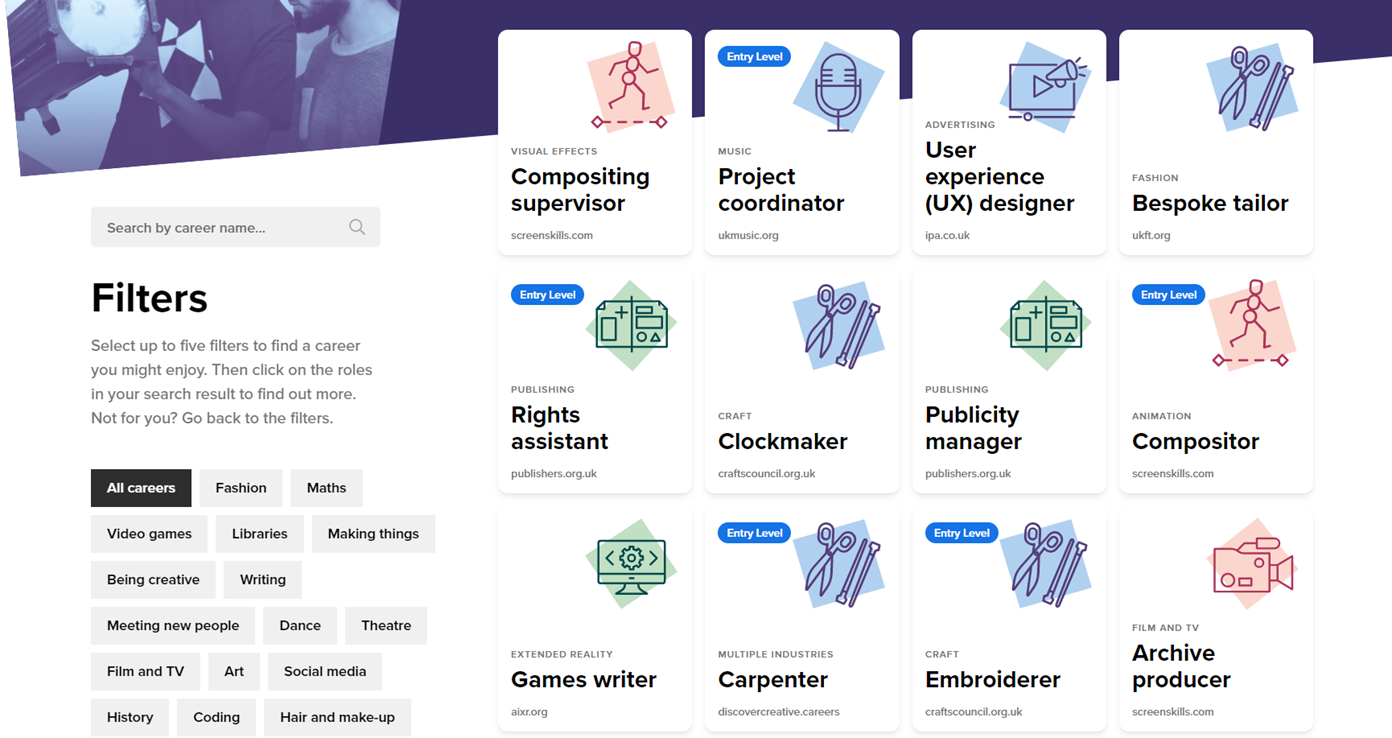 Search by career name...
Filters
Select up to five filters to find a career
you might enjoy. Then click on the roles
in your search result to find out more.
Not for you? Go back to the filters.
All careers
Fashion
Maths
Video games
Libraries
Making things
Being creative
Writing
Meeting new people
Dance
Theatre
Film and TV
Art
Social media
History
Coding
Hair and make-up
VISUAL EFFECTS
Compositing
supervisor
screenskills.com
Entry Level
MUSIC
Project
coordinator
ukmusic.org
ADVERTISING
User
experience
(UX) designer
ipa.co.uk
FASHION
Bespoke tailor
ukft.org
Entry Level
PUBLISHING
Rights
assistant
publishers.org.uk
CRAFT
Clockmaker
craftscouncil.org.uk
PUBLISHING
Publicity
manager
publishers.org.uk
Entry Level
ANIMATION
Compositor
screenskills.com
EXTENDED REALITY
Games writer
aixr.org
Entry Level
MULTIPLE INDUSTRIES
Carpenter
discovercreative.careers
Entry Level
CRAFT
Embroiderer
craftscouncil.org.uk
FILM AND TV
Archive
producer
screenskills.com